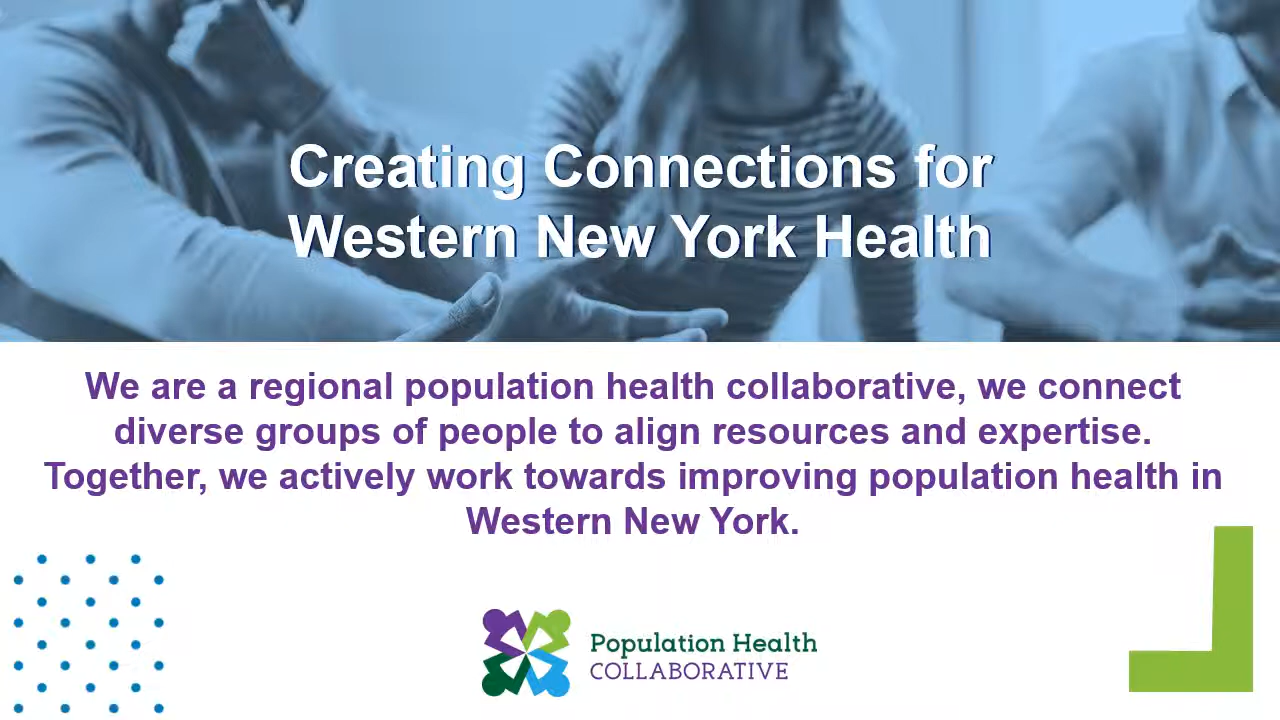 Creating Connections for
Western New York Health
We are a regional population health collaborative, we connect
diverse groups of people to align resources and expertise.
Together, we actively work towards improving population health in
Western New York.
Population Health
COLLABORATIVE